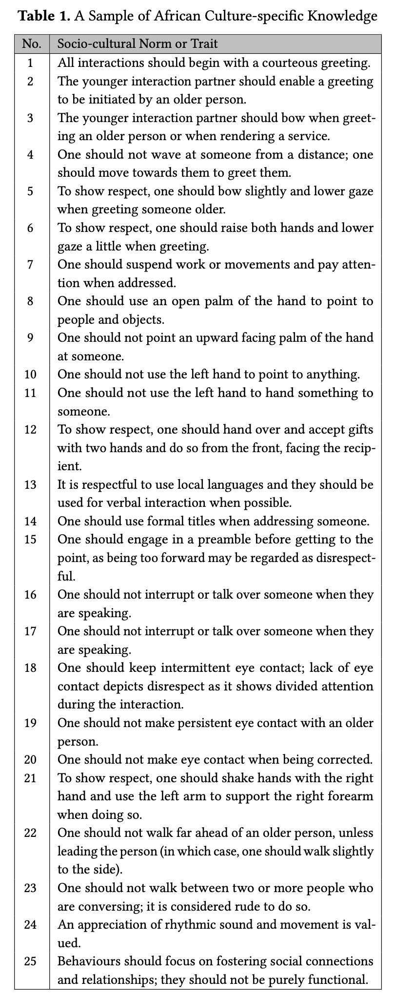 Table 1. A Sample of African Culture-specific Knowledge
No. Socio-cultural Norm or Trait
1 All interactions should begin with a courteous greeting.
2 The younger interaction partner should enable a greeting
to be initiated by an older person.
3 The younger interaction partner should bow when greet-
ing an older person or when rendering a service.
4 One should not wave at someone from a distance; one
should move towards them to greet them.
5 To show respect, one should bow slightly and lower gaze
when greeting someone older.
6 To show respect, one should raise both hands and lower
gaze a little when greeting.
7 One should suspend work or movements and pay atten-
tion when addressed.
8 One should use an open palm of the hand to point to
people and objects.
9 One should not point an upward facing palm of the hand
at someone.
10 One should not use the left hand to point to anything.
11 One should not use the left hand to hand something to
someone.
12 To show respect, one should hand over and accept gifts
with two hands and do so from the front, facing the recip-
ient.
13 It is respectful to use local languages and they should be
used for verbal interaction when possible.
14 One should use formal titles when addressing someone.
15 One should engage in a preamble before getting to the
point, as being too forward may be regarded as disrespect-
ful.
16 One should not interrupt or talk over someone when they
are speaking.
17 One should not interrupt or talk over someone when they
are speaking.
18 One should keep intermittent eye contact; lack of eye
contact depicts disrespect as it shows divided attention
during the interaction.
19 One should not make persistent eye contact with an older
person.
20 One should not make eye contact when being corrected.
21 To show respect, one should shake hands with the right
hand and use the left arm to support the right forearm
when doing so.
22 One should not walk far ahead of an older person, unless
leading the person (in which case, one should walk slightly
to the side).
23 One should not walk between two or more people who
are conversing; it is considered rude to do so.
24 An appreciation of rhythmic sound and movement is val-
ued.
25 Behaviours should focus on fostering social connections
and relationships; they should not be purely functional.